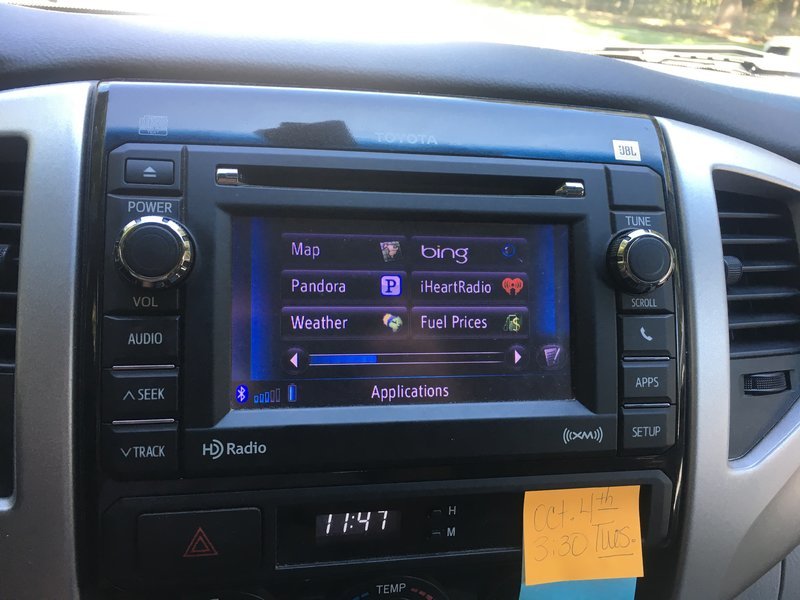 TOYOTA
JBL
POWER
TUNE
Map
bing
Pandora
P
iHeartRadio
VOL
SCROLL
Weather
Fuel Prices
AUDIO
APPS
∧ SEEK
Applications
SETUP
∨ TRACK
HD Radio
((XM))
11:47
H
M
Oct. 4th
3:30 Tues.
TEMP